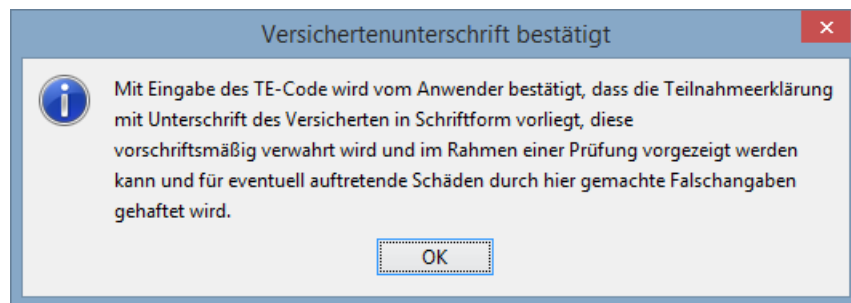 Versichertenunterschrift bestätigt
Mit Eingabe des TE-Code wird vom Anwender bestätigt, dass die Teilnahmeerklärung
mit Unterschrift des Versicherten in Schriftform vorliegt, diese
vorschriftsmäßig verwahrt wird und im Rahmen einer Prüfung vorgezeigt werden
kann und für eventuell auftretende Schäden durch hier gemachte Falschangaben
gehaftet wird.
OK